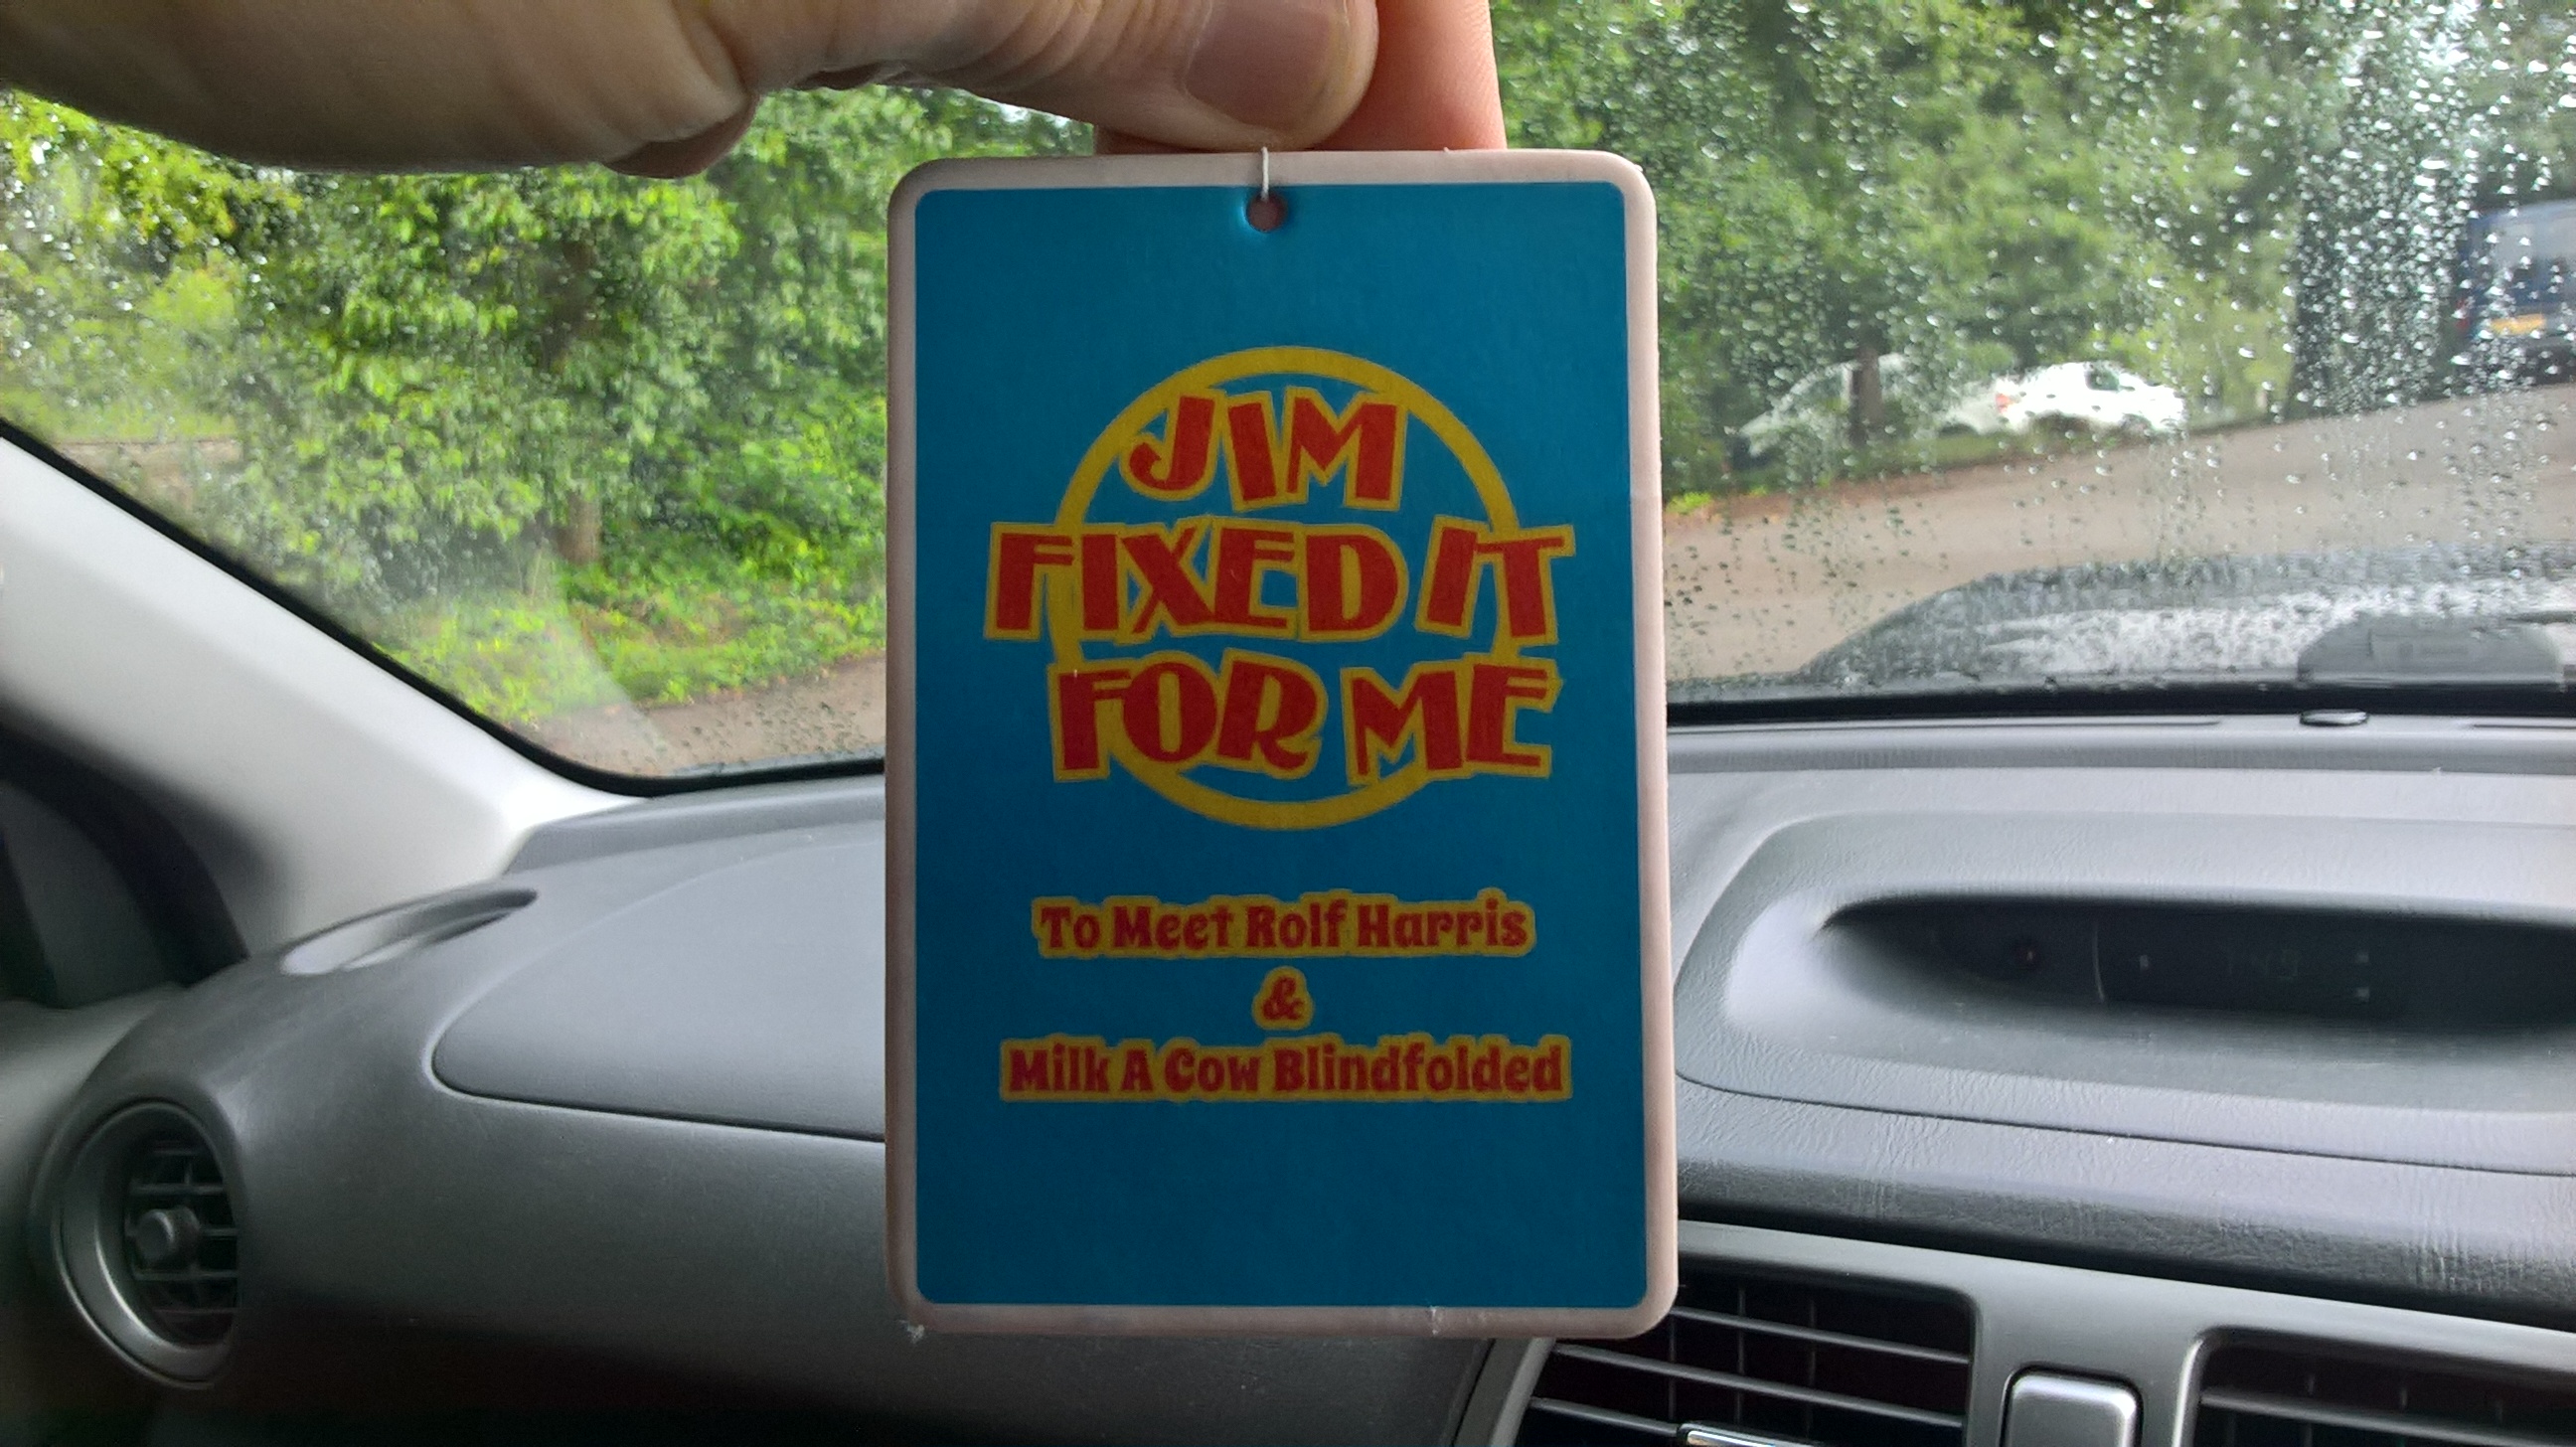 JIM
FIXED IT
FOR ME
To Meet Rolf Harris
&
Milk A Cow Blindfolded